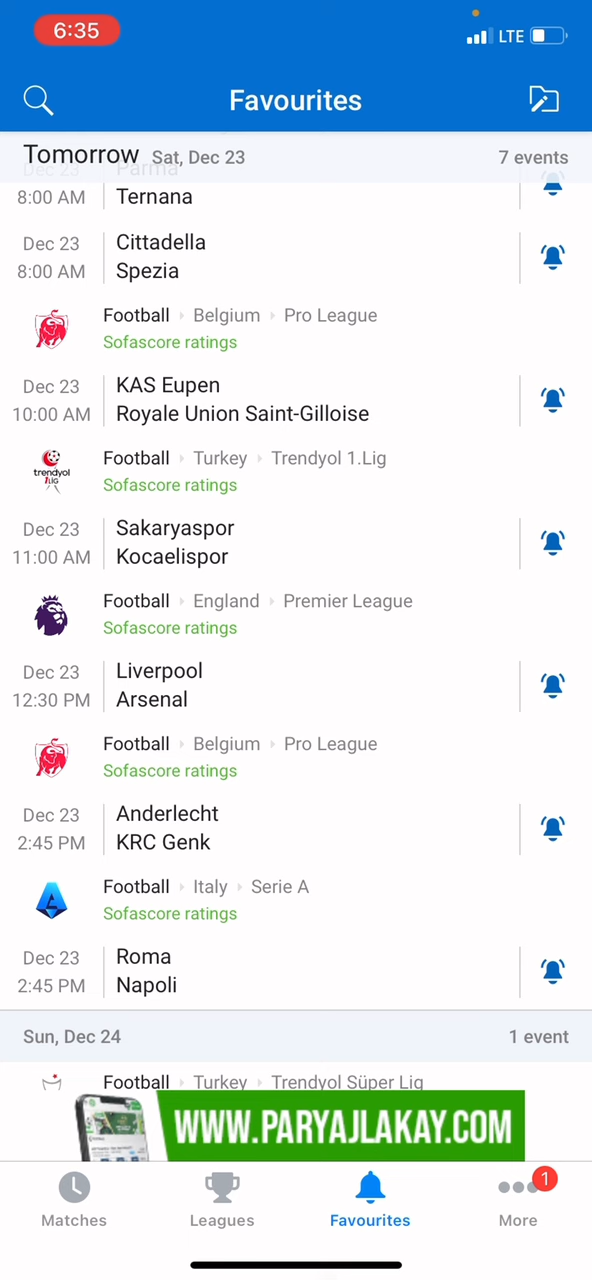 6:35
LTE
Favourites
Tomorrow Sat, Dec 23 7 events
Dec 23 Parma
8:00 AM Ternana
Dec 23 Cittadella
8:00 AM Spezia
Football Belgium Pro League
Sofascore ratings
Dec 23 KAS Eupen
10:00 AM Royale Union Saint-Gilloise
Football Turkey Trendyol 1.Lig
trendyol
1LIG
Sofascore ratings
Dec 23 Sakaryaspor
11:00 AM Kocaelispor
Football England Premier League
Sofascore ratings
Dec 23 Liverpool
12:30 PM Arsenal
Football Belgium Pro League
Sofascore ratings
Dec 23 Anderlecht
2:45 PM KRC Genk
Football Italy Serie A
Sofascore ratings
Dec 23 Roma
2:45 PM Napoli
Sun, Dec 24 1 event
Football Turkey Trendyol Süper Lig
WWW.PARYAJLAKAY.COM
1
Matches Leagues Favourites More